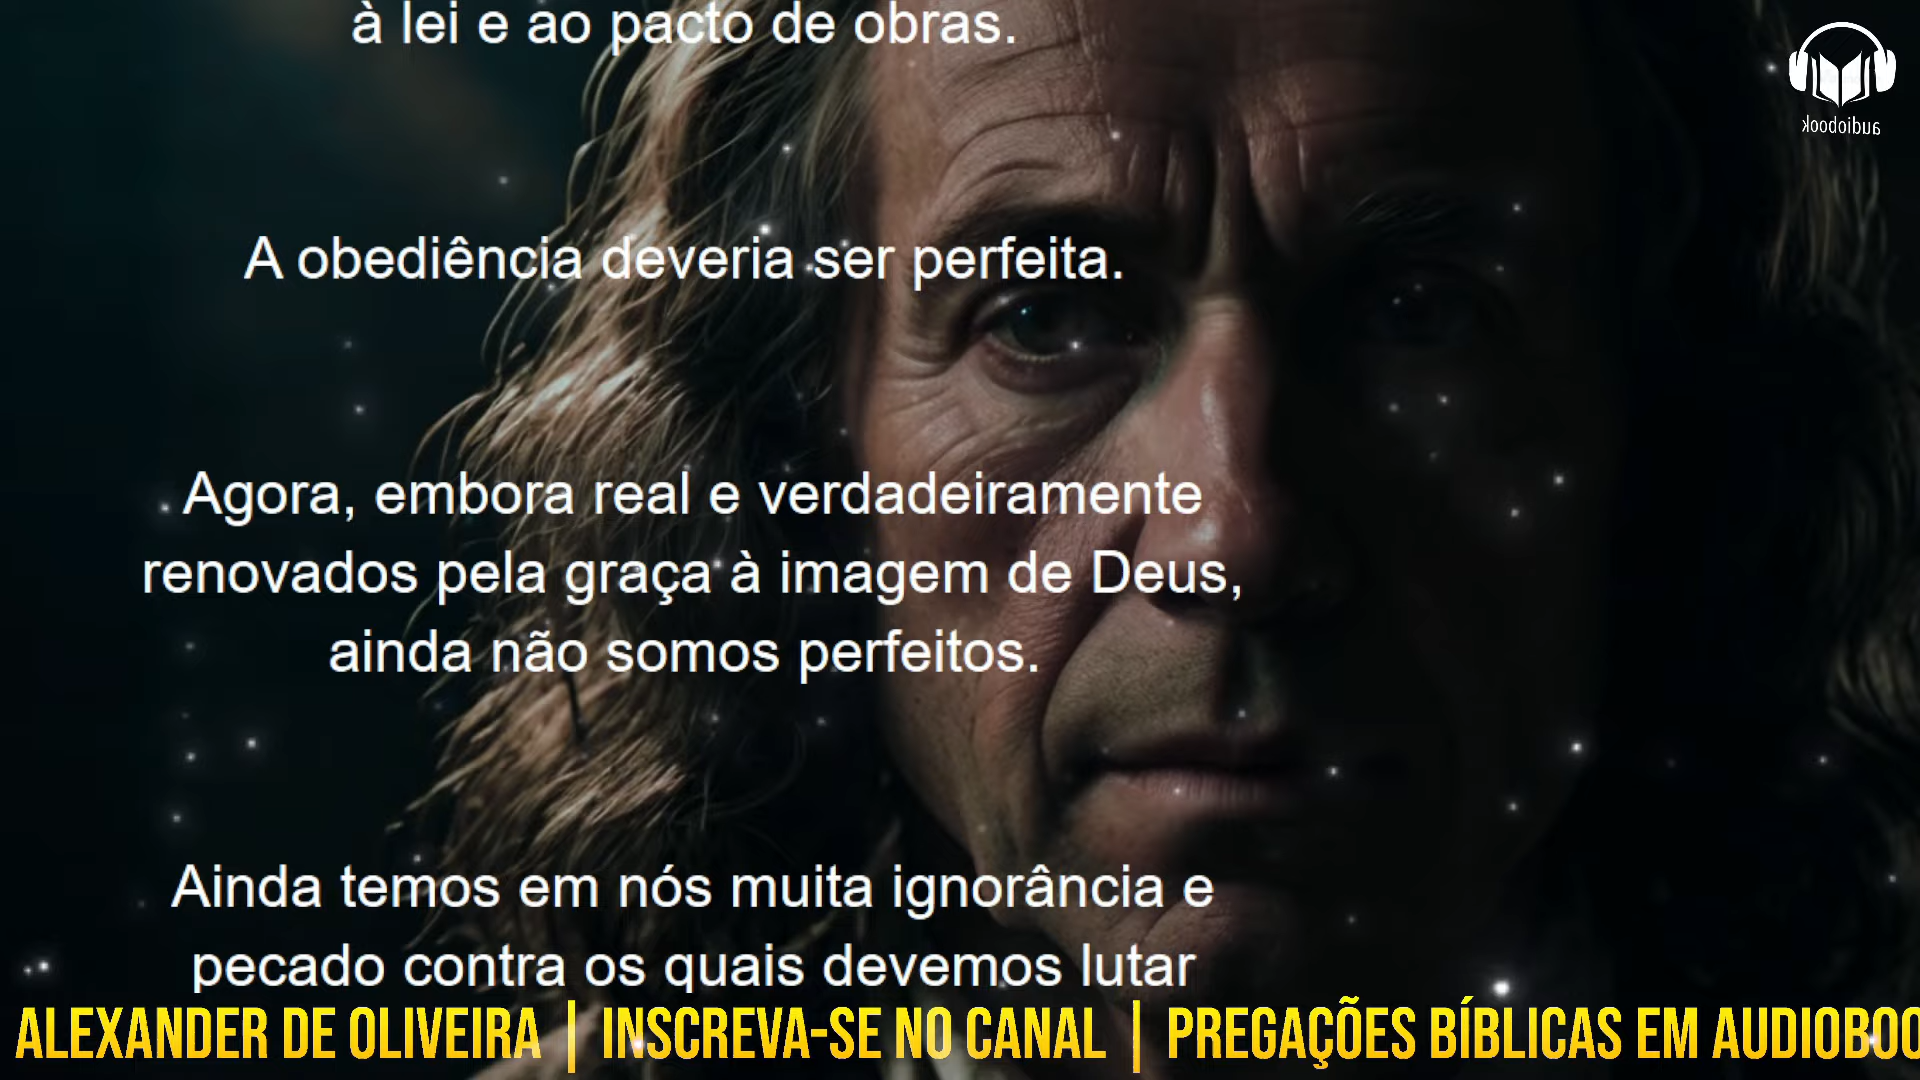 à lei e ao pacto de obras.
audiobook
A obediência deveria ser perfeita.
Agora, embora real e verdadeiramente
renovados pela graça à imagem de Deus,
ainda não somos perfeitos.
Ainda temos em nós muita ignorância e
pecado contra os quais devemos lutar
ALEXANDER DE OLIVEIRA | INSCREVA-SE NO CANAL | PREGAÇÕES BÍBLICAS EM AUDIOBOO